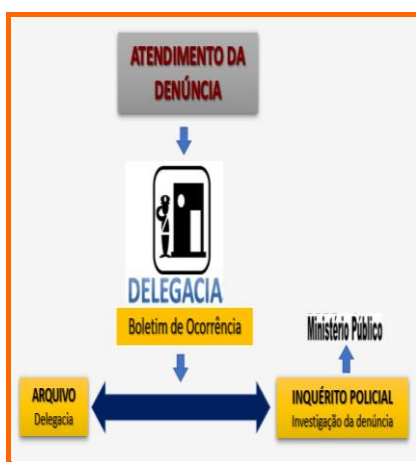 ATENDIMENTO DA
DENÚNCIA
DELEGACIA
Boletim de Ocorrência
Ministério Público
ARQUIVO
Delegacia
INQUÉRITO POLICIAL
Investigação da denúncia